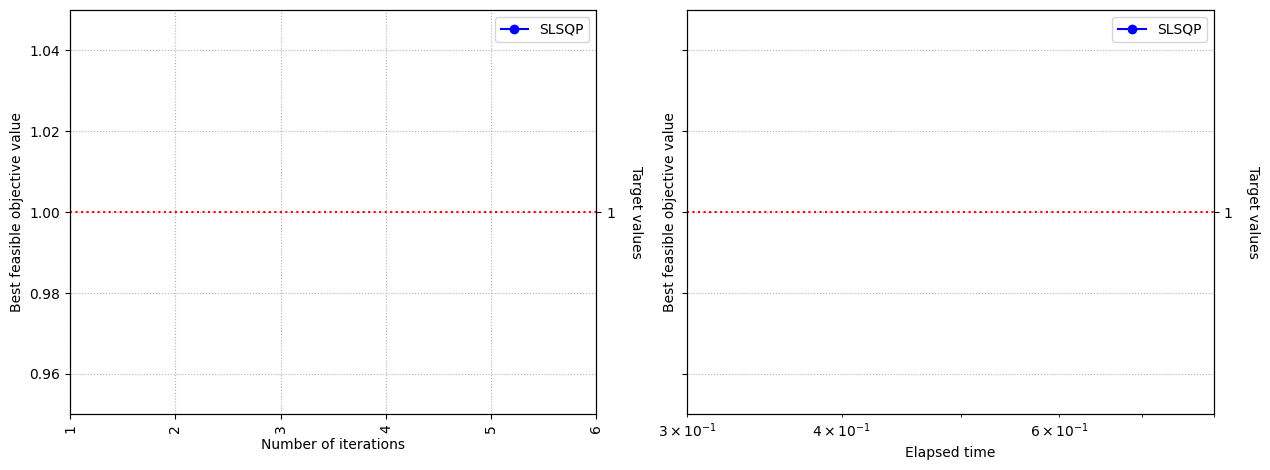 SLSQP
1.04
1.02
1.00
0.98
0.96
Best feasible objective value
1
2
3
4
5
6
Number of iterations
1
Target values
SLSQP
Best feasible objective value
3 × 10⁻¹
4 × 10⁻¹
6 × 10⁻¹
Elapsed time
1
Target values